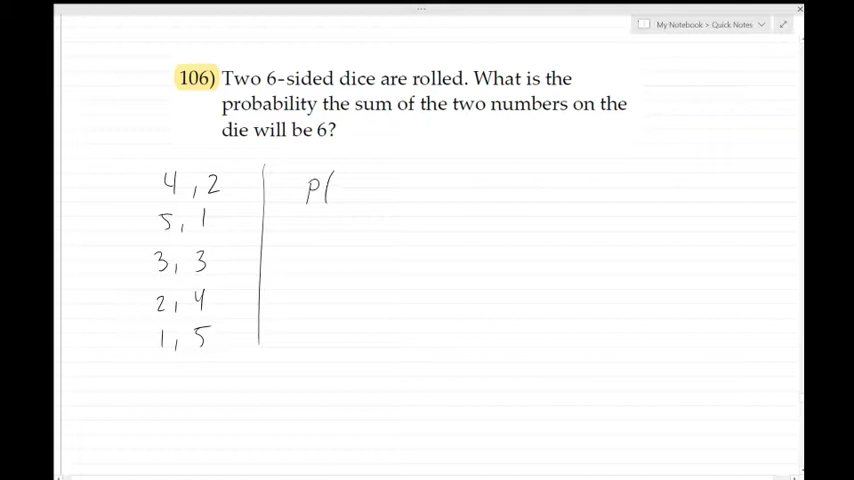 My Notebook > Quick Notes
106) Two 6-sided dice are rolled. What is the
probability the sum of the two numbers on the
die will be 6?
4 , 2
5, 1
3, 3
2, 4
1, 5
P(